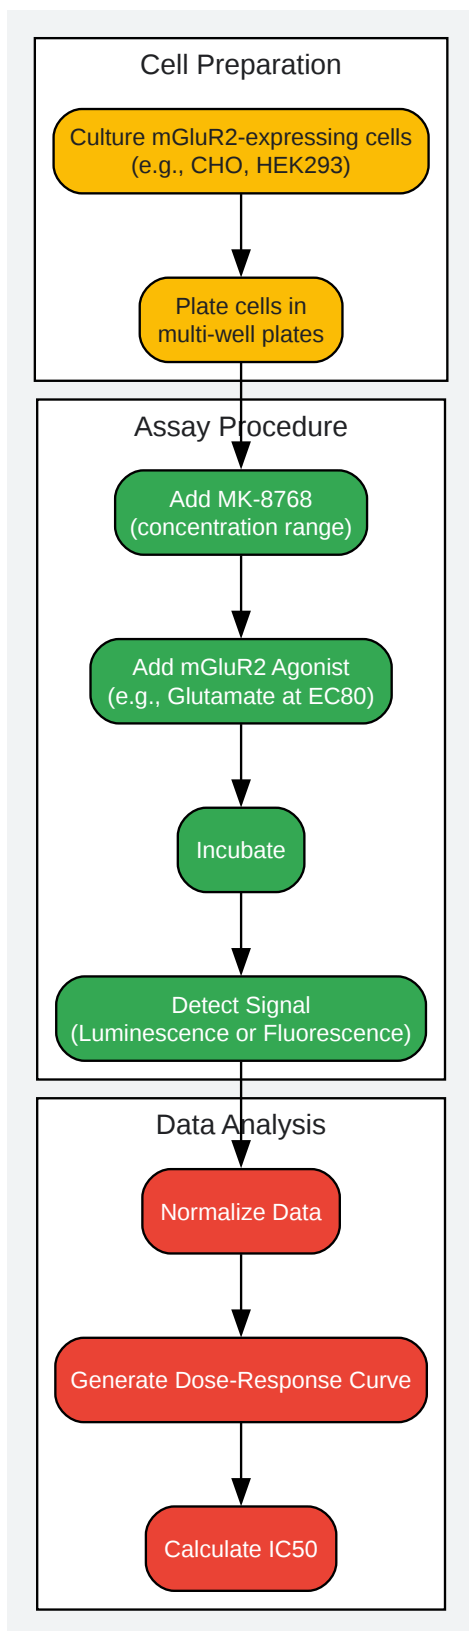 Cell Preparation
Culture mGluR2-expressing cells
(e.g., CHO, HEK293)
Plate cells in
multi-well plates
Assay Procedure
Add MK-8768
(concentration range)
Add mGluR2 Agonist
(e.g., Glutamate at EC80)
Incubate
Detect Signal
(Luminescence or Fluorescence)
Data Analysis
Normalize Data
Generate Dose-Response Curve
Calculate IC50